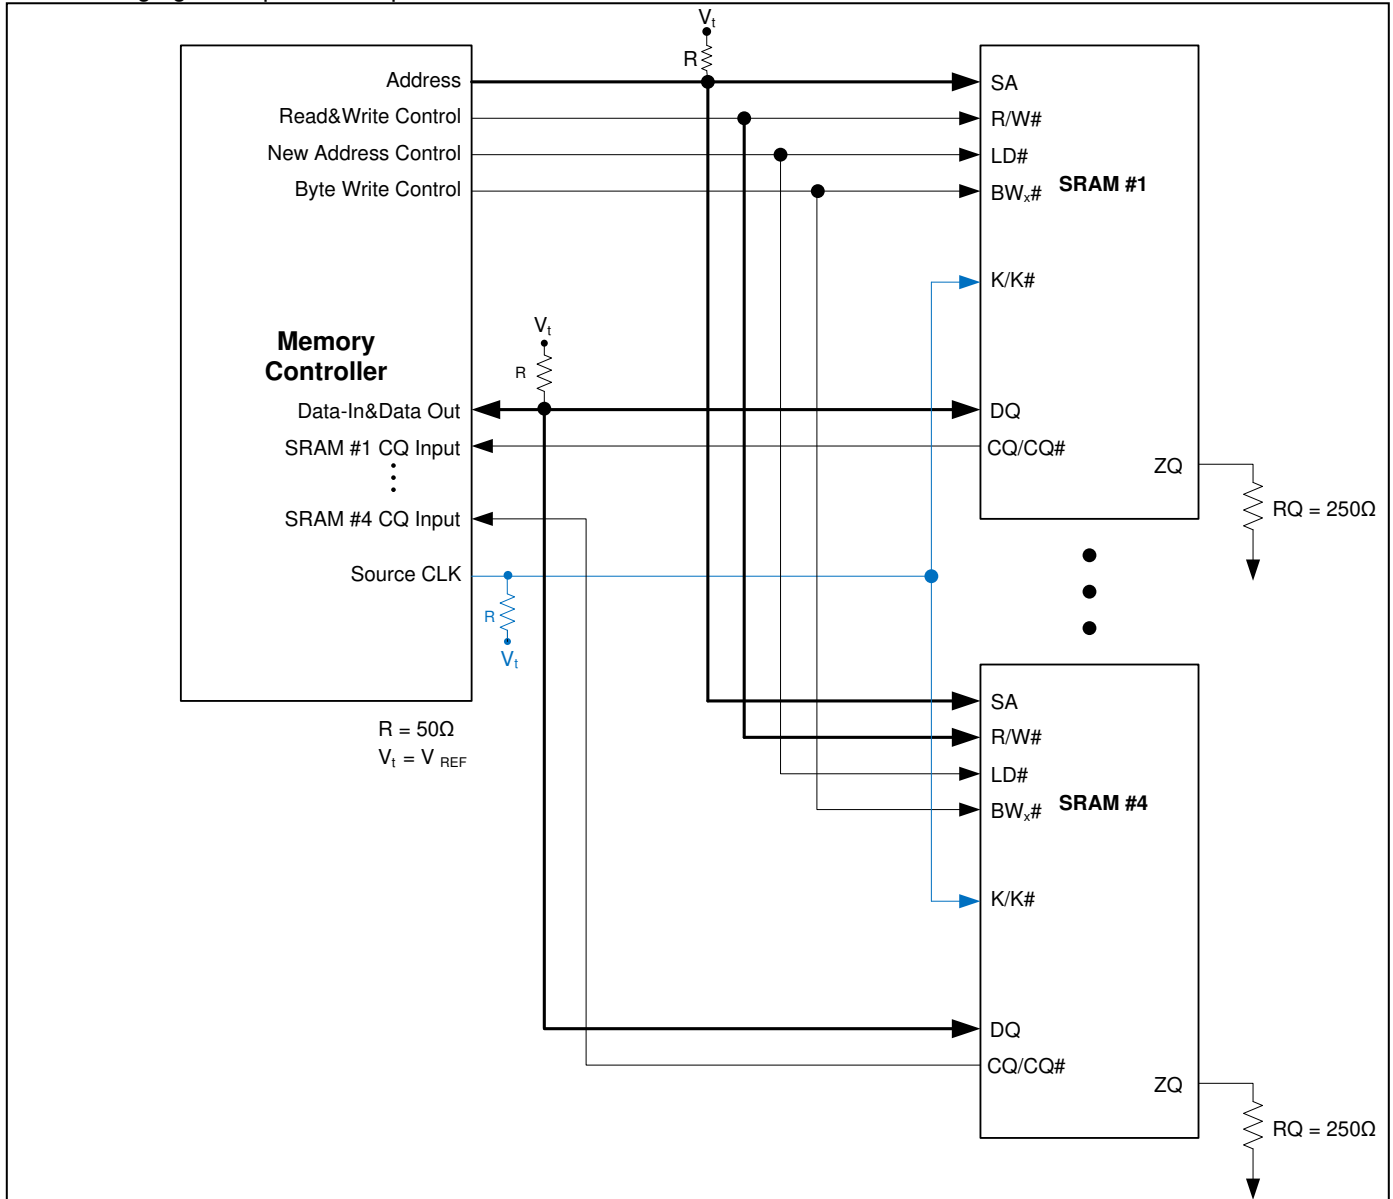 Vt
R
Address
Read&Write Control
New Address Control
Byte Write Control
SA
R/W#
LD#
BWx#
SRAM #1
K/K#
Vt
R
Memory
Controller
Data-In&Data Out
SRAM #1 CQ Input
SRAM #4 CQ Input
Source CLK
DQ
CQ/CQ#
ZQ
RQ = 250Ω
R
Vt
R = 50Ω
Vt = V REF
SA
R/W#
LD#
BWx#
SRAM #4
K/K#
DQ
CQ/CQ#
ZQ
RQ = 250Ω